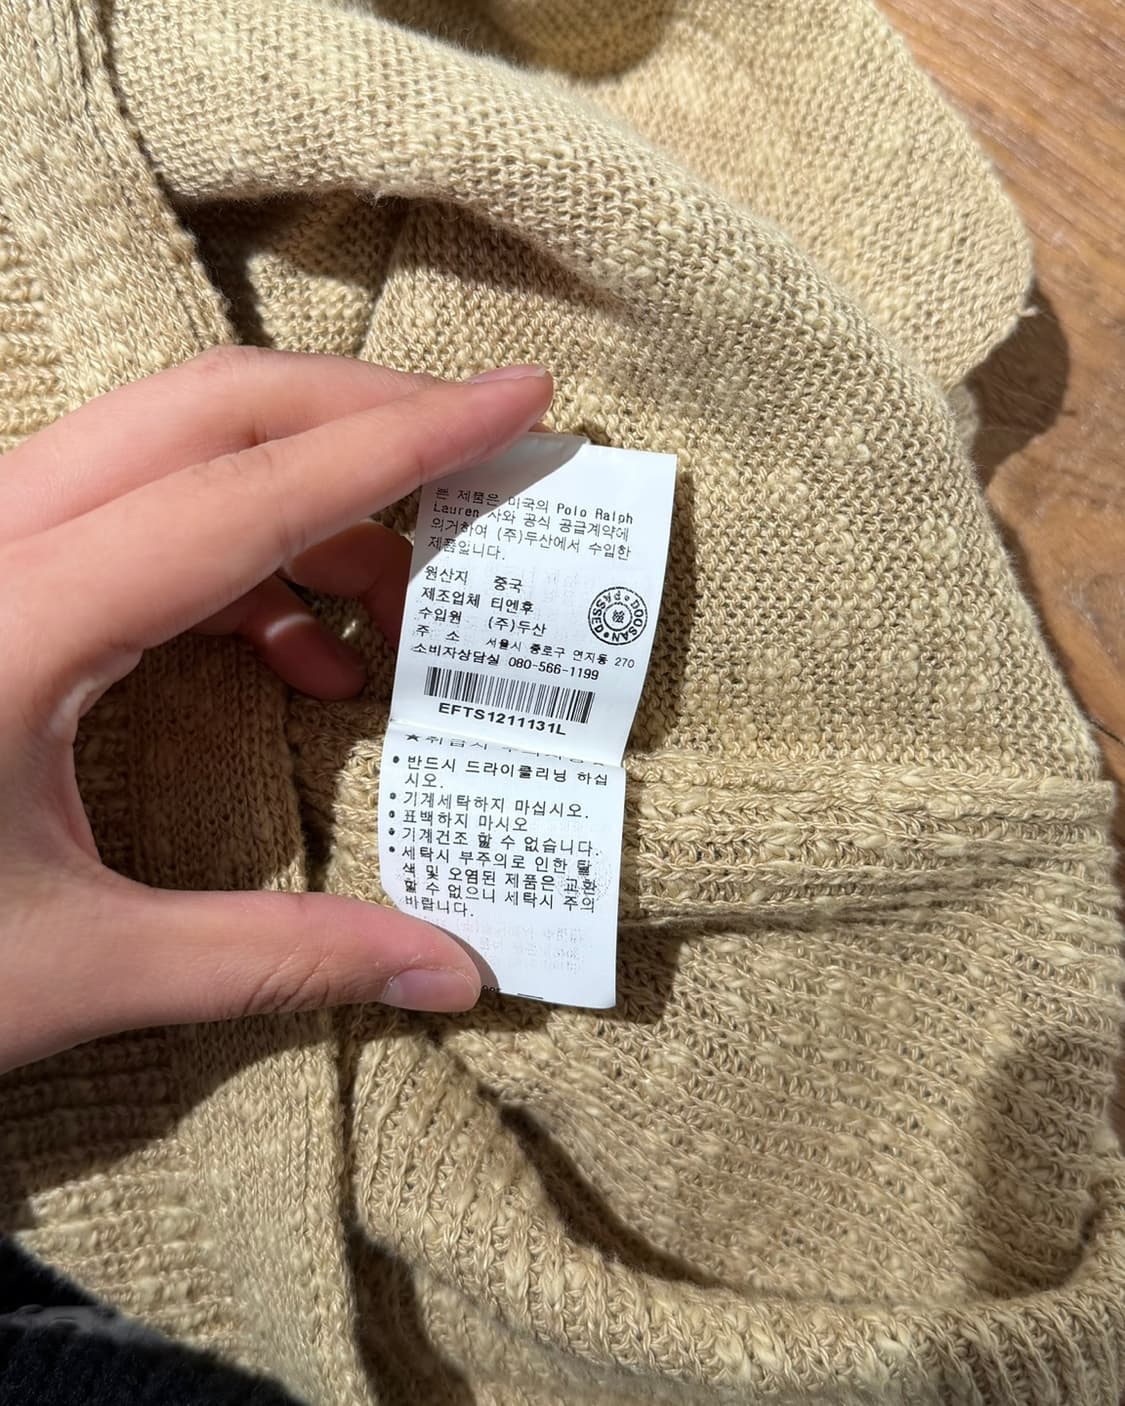 본 제품은 미국의 Polo Ralph
Lauren 사와 공식 공급계약에
의거하여 (주)두산에서 수입한
제품입니다.
원산지 중국
제조업체 티엔후
수입원 (주)두산
주 소 서울시 종로구 연지동 270
소비자상담실 080-566-1199
DOOSAN PASSED
EFTS1211131L
• 반드시 드라이클리닝 하십
시오.
• 기계세탁하지 마십시오.
• 표백하지 마시오
• 기계건조 할 수 없습니다.
• 세탁시 부주의로 인한 탈
색 및 오염된 제품은 교환
할 수 없으니 세탁시 주의
바랍니다.